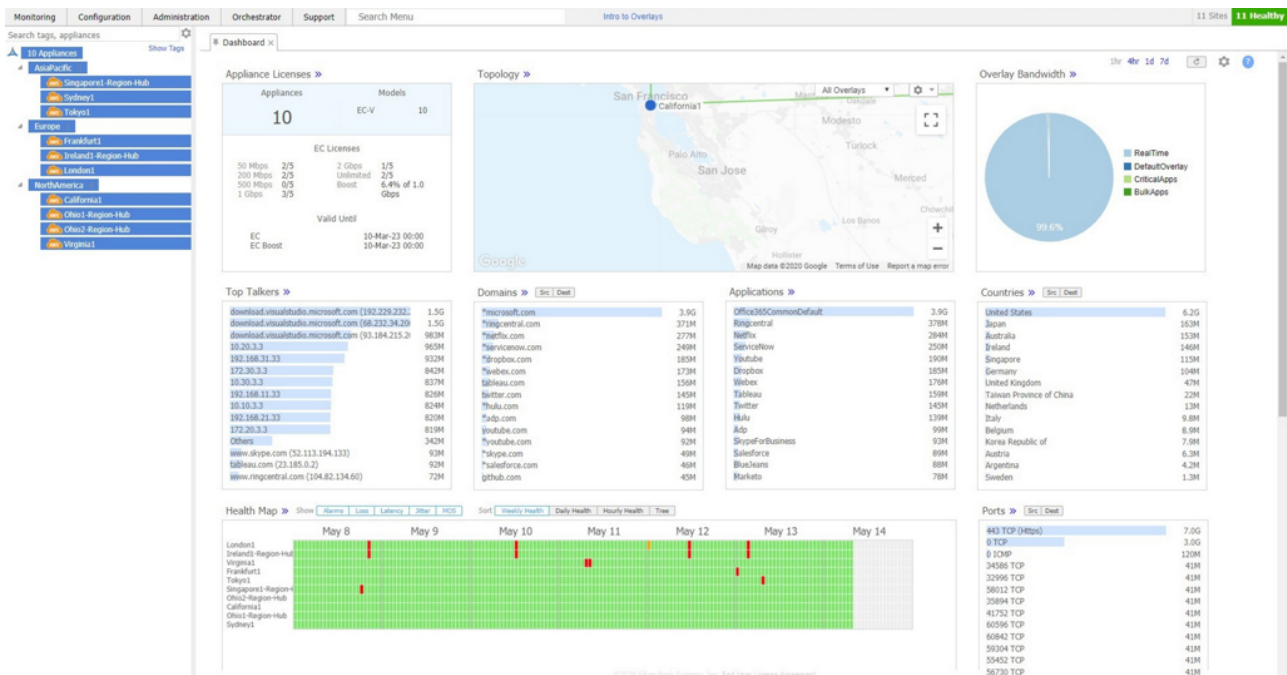 Monitoring Configuration Administration Orchestrator Support Search Menu Intro to Overlays 11 Sites 11 Healthy
Search tags, appliances
Show Tags
10 Appliances
AsiaPacific
Singapore1-Region-Hub
Sydney1
Tokyo1
Europe
Frankfurt1
Ireland1-Region-Hub
London1
NorthAmerica
California1
Ohio1-Region-Hub
Ohio2-Region-Hub
Virginia1
Dashboard ×
1hr 4hr 1d 7d
Appliance Licenses »
Appliances Models
10 EC-V 10
EC Licenses
50 Mbps 2/5 2 Gbps 1/5
200 Mbps 2/5 Unlimited 2/5
500 Mbps 0/5 Boost 6.4% of 1.0
1 Gbps 3/5 Gbps
Valid Until
EC 10-Mar-23 00:00
EC Boost 10-Mar-23 00:00
Topology »
All Overlays
San Francisco
California1
Oakdale
Modesto
Turlock
Palo Alto
San Jose
Merced
Chowchil
Los Banos
Gilroy
Hollister
Google
Map data ©2020 Google Terms of Use Report a map error
Overlay Bandwidth »
99.6%
RealTime
DefaultOverlay
CriticalApps
BulkApps
Top Talkers »
download.visualstudio.microsoft.com (192.229.232. 1.5G
download.visualstudio.microsoft.com (68.232.34.20 1.5G
download.visualstudio.microsoft.com (93.184.215.2 983M
10.20.3.3 965M
192.168.31.33 932M
172.30.3.3 842M
10.30.3.3 837M
192.168.11.33 826M
10.10.3.3 824M
192.168.21.33 820M
172.20.3.3 819M
Others 342M
www.skype.com (52.113.194.133) 93M
tableau.com (23.185.0.2) 92M
www.ringcentral.com (104.82.134.60) 72M
Domains » Src Dest
*microsoft.com 3.9G
*ringcentral.com 371M
*netflix.com 277M
*servicenow.com 249M
*dropbox.com 185M
*webex.com 173M
tableau.com 156M
twitter.com 145M
*hulu.com 119M
*adp.com 98M
youtube.com 94M
*youtube.com 92M
*skype.com 49M
*salesforce.com 46M
github.com 45M
Applications »
Office365CommonDefault 3.9G
Ringcentral 378M
Netflix 284M
ServiceNow 250M
Youtube 190M
Dropbox 185M
Webex 176M
Tableau 159M
Twitter 145M
Hulu 139M
Adp 99M
SkypeForBusiness 93M
Salesforce 89M
BlueJeans 88M
Marketo 78M
Countries » Src Dest
United States 6.2G
Japan 163M
Australia 153M
Ireland 146M
Singapore 115M
Germany 104M
United Kingdom 47M
Taiwan Province of China 22M
Netherlands 13M
Italy 9.8M
Belgium 8.9M
Korea Republic of 7.9M
Austria 6.3M
Argentina 4.2M
Sweden 1.3M
Health Map » Show Alarms Loss Latency Jitter MOS Sort Weekly Health Daily Health Hourly Health Tree
May 8 May 9 May 10 May 11 May 12 May 13 May 14
London1
Ireland1-Region-Hub
Virginia1
Frankfurt1
Tokyo1
Singapore1-Region-H
Ohio2-Region-Hub
California1
Ohio1-Region-Hub
Sydney1
Ports » Src Dest
443 TCP (Https) 7.0G
0 TCP 3.0G
0 ICMP 120M
34586 TCP 41M
32996 TCP 41M
58012 TCP 41M
35894 TCP 41M
41752 TCP 41M
60596 TCP 41M
60842 TCP 41M
59304 TCP 41M
55452 TCP 41M
56730 TCP 41M